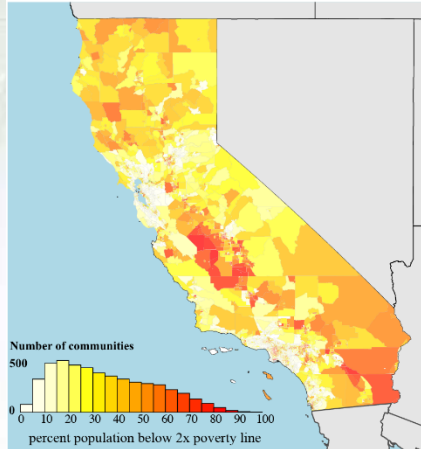 Number of communities
500
0
0 10 20 30 40 50 60 70 80 90 100
percent population below 2x poverty line